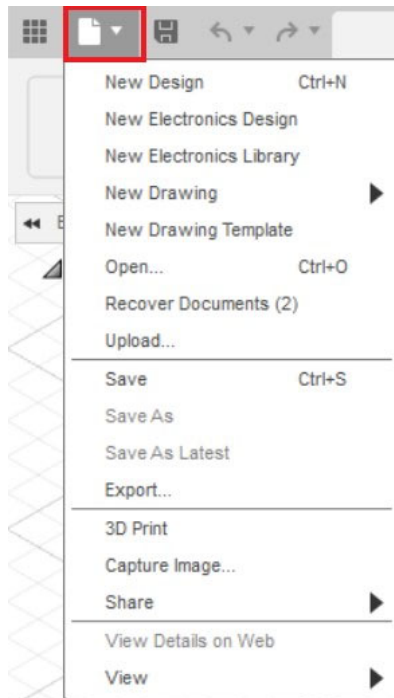 New Design Ctrl+N
New Electronics Design
New Electronics Library
New Drawing
New Drawing Template
Open... Ctrl+O
Recover Documents (2)
Upload...
Save Ctrl+S
Save As
Save As Latest
Export...
3D Print
Capture Image...
Share
View Details on Web
View